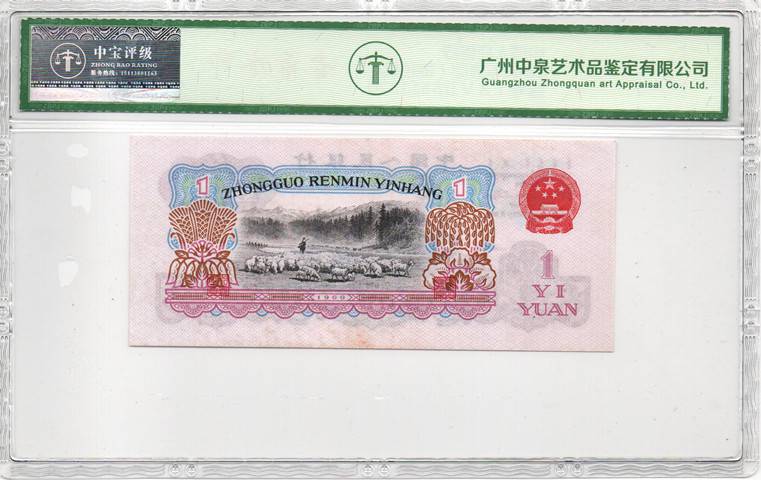 中宝评级
ZHONG BAO RATING
广州中泉艺术品鉴定有限公司
Guangzhou Zhongquan art Appraisal Co., Ltd.
1
ZHONGGUO RENMIN YINHANG
1
1960
1
YI
YUAN